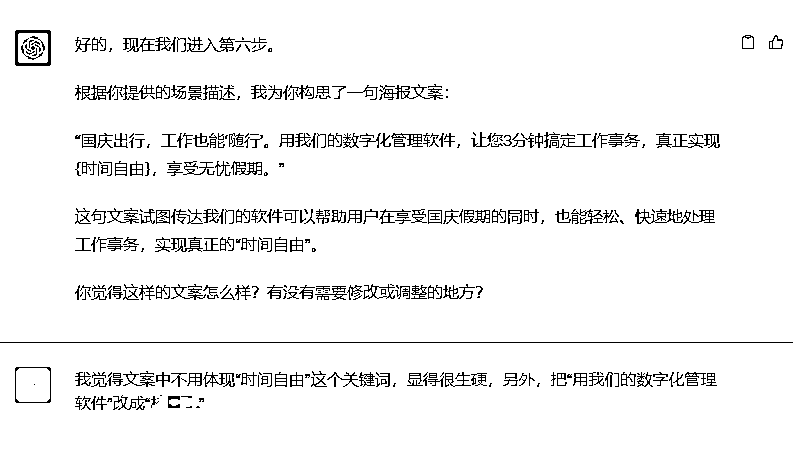 好的，现在我们进入第六步。
根据你提供的场景描述，我为你构思了一句海报文案：
“国庆出行，工作也能‘随行’。用我们的数字化管理软件，让您3分钟搞定工作事务，真正实现
{时间自由}，享受无忧假期。”
这句文案试图传达我们的软件可以帮助用户在享受国庆假期的同时，也能轻松、快速地处理
工作事务，实现真正的“时间自由”。
你觉得这样的文案怎么样？有没有需要修改或调整的地方？
我觉得文案中不用体现“时间自由”这个关键词，显得很生硬，另外，把“用我们的数字化管理
软件”改成“